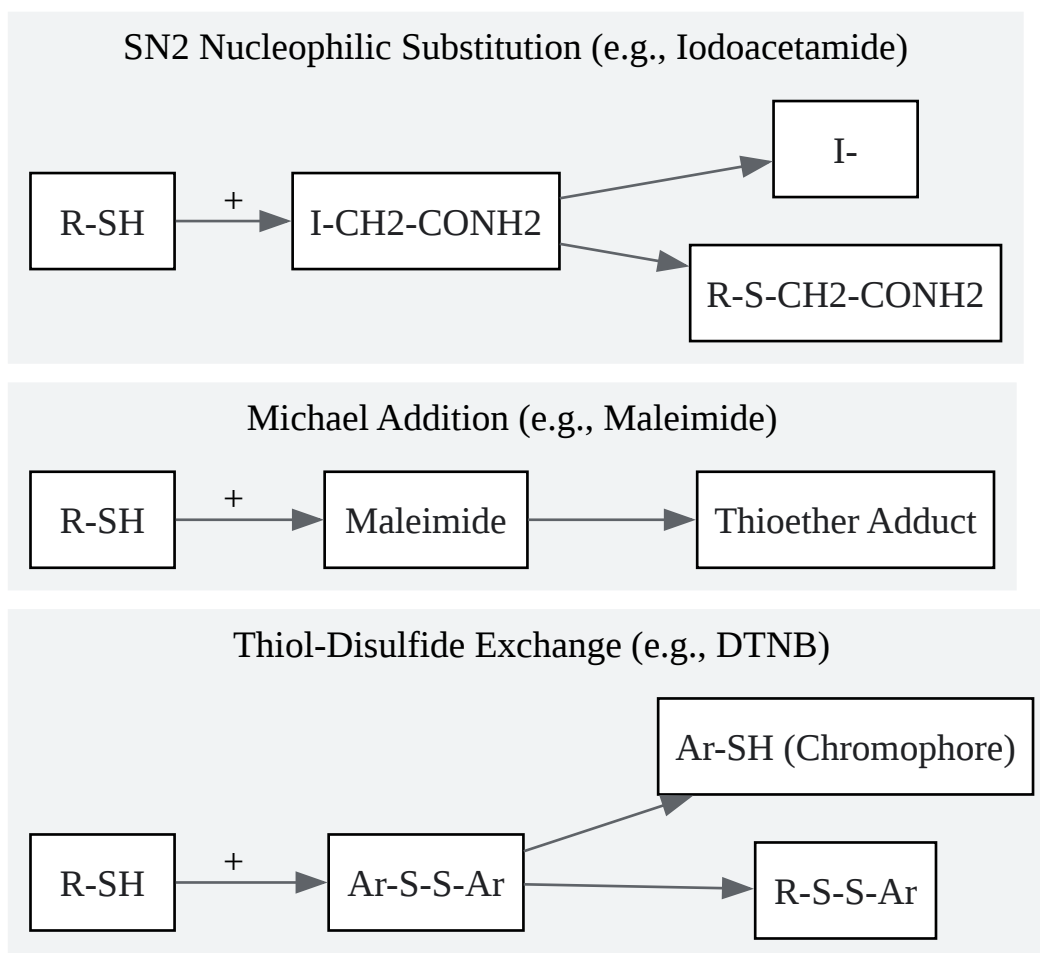 SN2 Nucleophilic Substitution (e.g., Iodoacetamide)
I-
R-SH
+
I-CH2-CONH2
R-S-CH2-CONH2
Michael Addition (e.g., Maleimide)
R-SH
+
Maleimide
Thioether Adduct
Thiol-Disulfide Exchange (e.g., DTNB)
Ar-SH (Chromophore)
R-SH
+
Ar-S-S-Ar
R-S-S-Ar